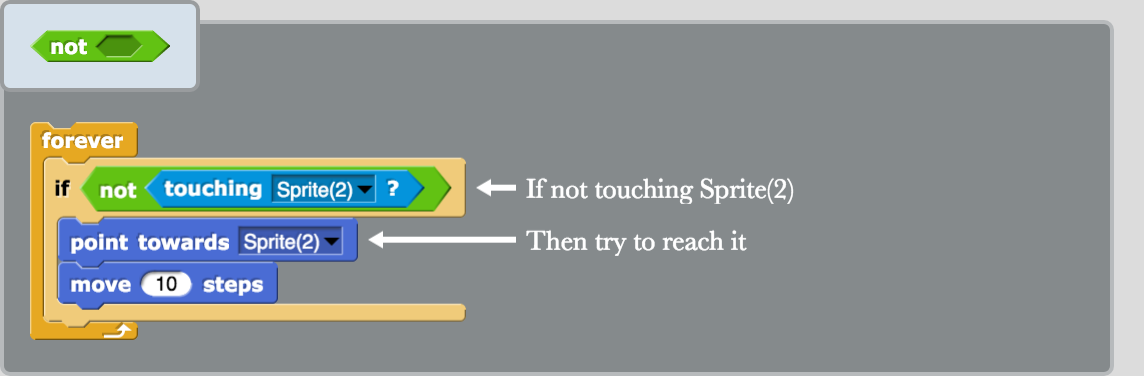 not
forever
if not touching Sprite(2) ?
If not touching Sprite(2)
point towards Sprite(2)
Then try to reach it
move 10 steps